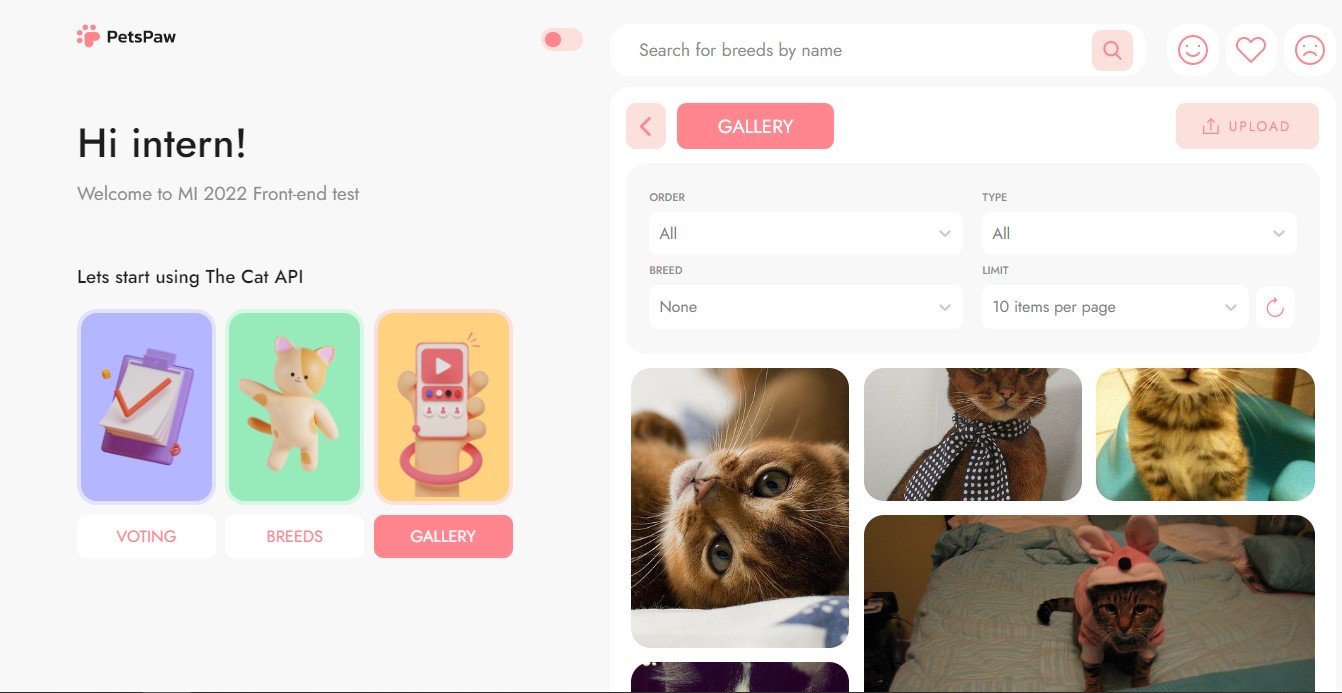 PetsPaw
Search for breeds by name
GALLERY
UPLOAD
Hi intern!
Welcome to MI 2022 Front-end test
ORDER
TYPE
All
All
BREED
LIMIT
None
10 items per page
Lets start using The Cat API
VOTING
BREEDS
GALLERY